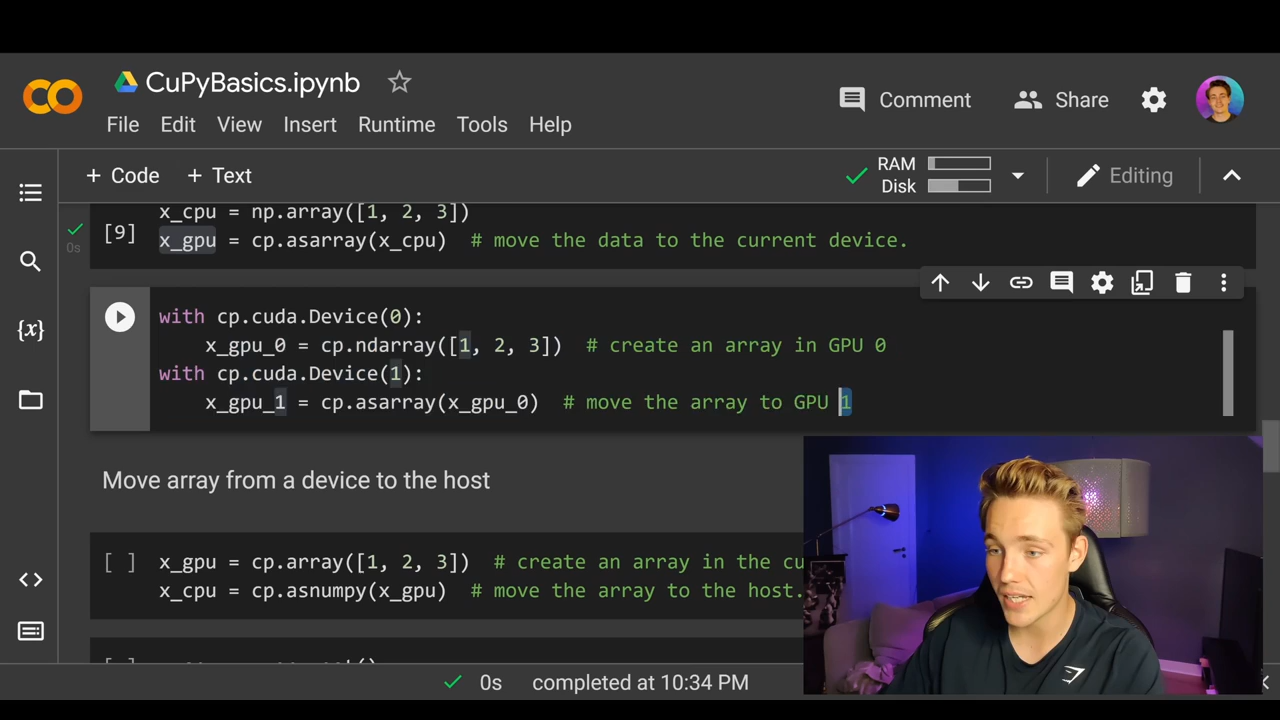 CuPyBasics.ipynb
Comment
Share
File Edit View Insert Runtime Tools Help
+ Code + Text
RAM
Disk
Editing
x_cpu = np.array([1, 2, 3])
[9]
0s
x_gpu = cp.asarray(x_cpu) # move the data to the current device.
with cp.cuda.Device(0):
x_gpu_0 = cp.ndarray([1, 2, 3]) # create an array in GPU 0
with cp.cuda.Device(1):
x_gpu_1 = cp.asarray(x_gpu_0) # move the array to GPU 1
Move array from a device to the host
[ ] x_gpu = cp.array([1, 2, 3]) # create an array in the cu
x_cpu = cp.asnumpy(x_gpu) # move the array to the host.
0s completed at 10:34 PM